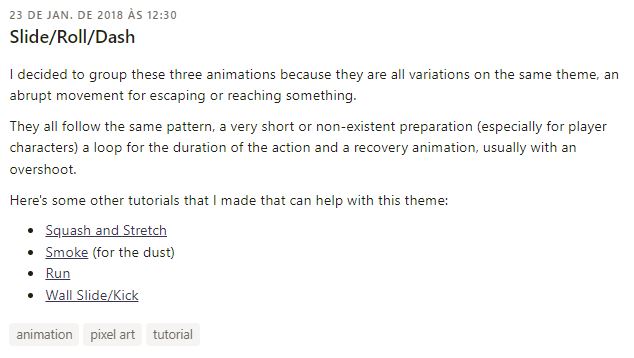 23 DE JAN. DE 2018 ÀS 12:30
Slide/Roll/Dash
I decided to group these three animations because they are all variations on the same theme, an
abrupt movement for escaping or reaching something.
They all follow the same pattern, a very short or non-existent preparation (especially for player
characters) a loop for the duration of the action and a recovery animation, usually with an
overshoot.
Here's some other tutorials that I made that can help with this theme:
• Squash and Stretch
• Smoke (for the dust)
• Run
• Wall Slide/Kick
animation pixel art tutorial